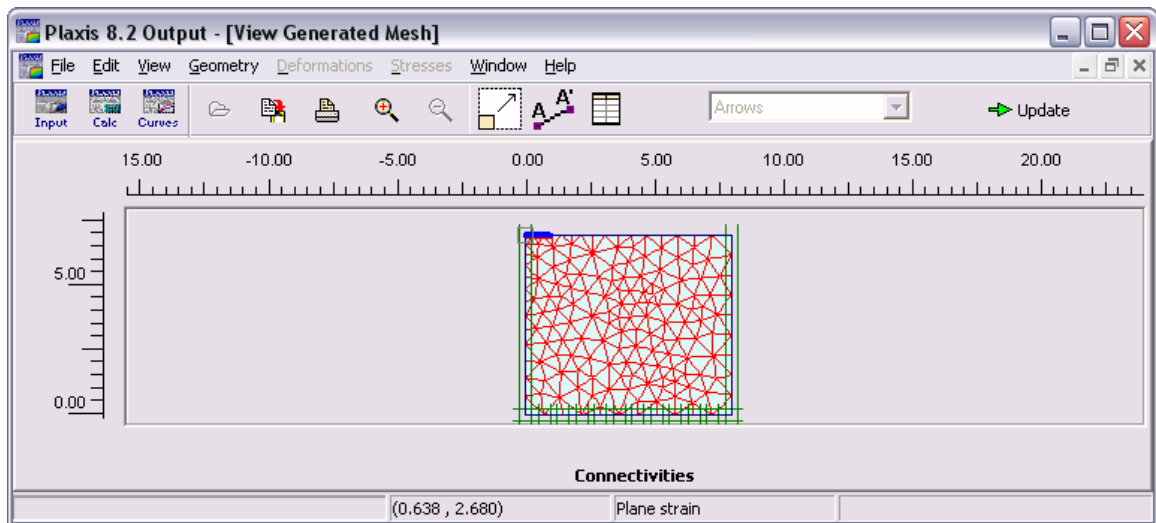 Plaxis 8.2 Output - [View Generated Mesh]
File Edit View Geometry Deformations Stresses Window Help
Input Calc Curves A A' Arrows Update
15.00 -10.00 -5.00 0.00 5.00 10.00 15.00 20.00
5.00
0.00
Connectivities
(0.638 , 2.680) Plane strain